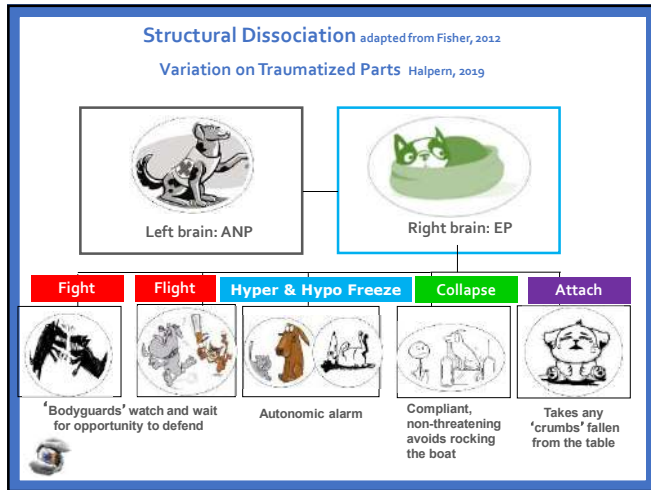 Structural Dissociation adapted from Fisher, 2012
Variation on Traumatized Parts Halpern, 2019
Left brain: ANP
Right brain: EP
Fight
Flight
Hyper & Hypo Freeze
Collapse
Attach
‘Bodyguards’ watch and wait
for opportunity to defend
Autonomic alarm
Compliant,
non-threatening
avoids rocking
the boat
Takes any
‘crumbs’ fallen
from the table